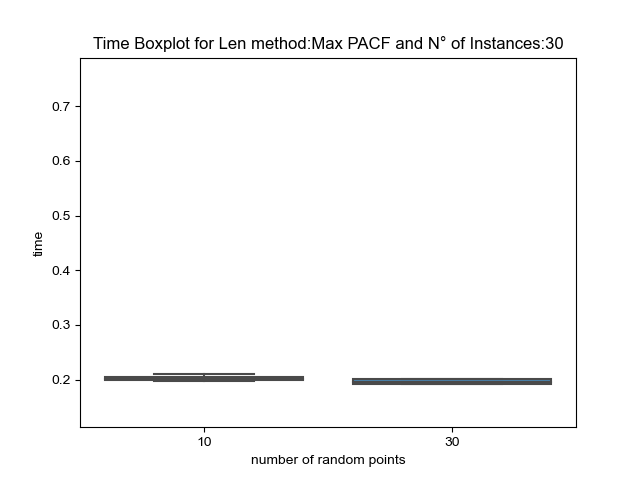 Time Boxplot for Len method:Max PACF and N° of Instances:30
0.7
0.6
0.5
0.4
0.3
0.2
time
10 30
number of random points